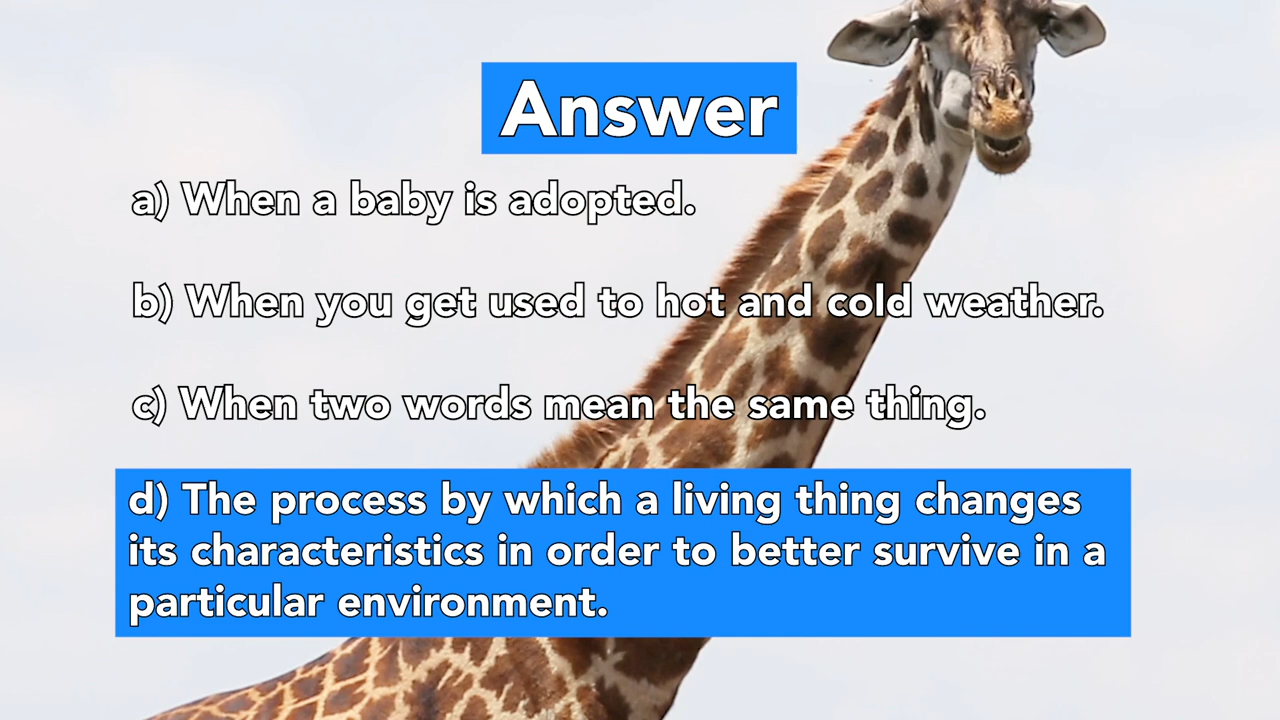 Answer
a) When a baby is adopted.
b) When you get used to hot and cold weather.
c) When two words mean the same thing.
d) The process by which a living thing changes
its characteristics in order to better survive in a
particular environment.